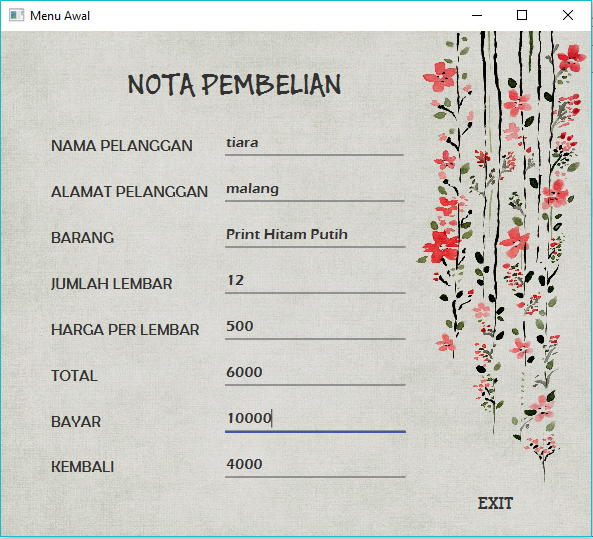 Menu Awal
NOTA PEMBELIAN
NAMA PELANGGAN tiara
ALAMAT PELANGGAN malang
BARANG Print Hitam Putih
JUMLAH LEMBAR 12
HARGA PER LEMBAR 500
TOTAL 6000
BAYAR 10000
KEMBALI 4000
EXIT